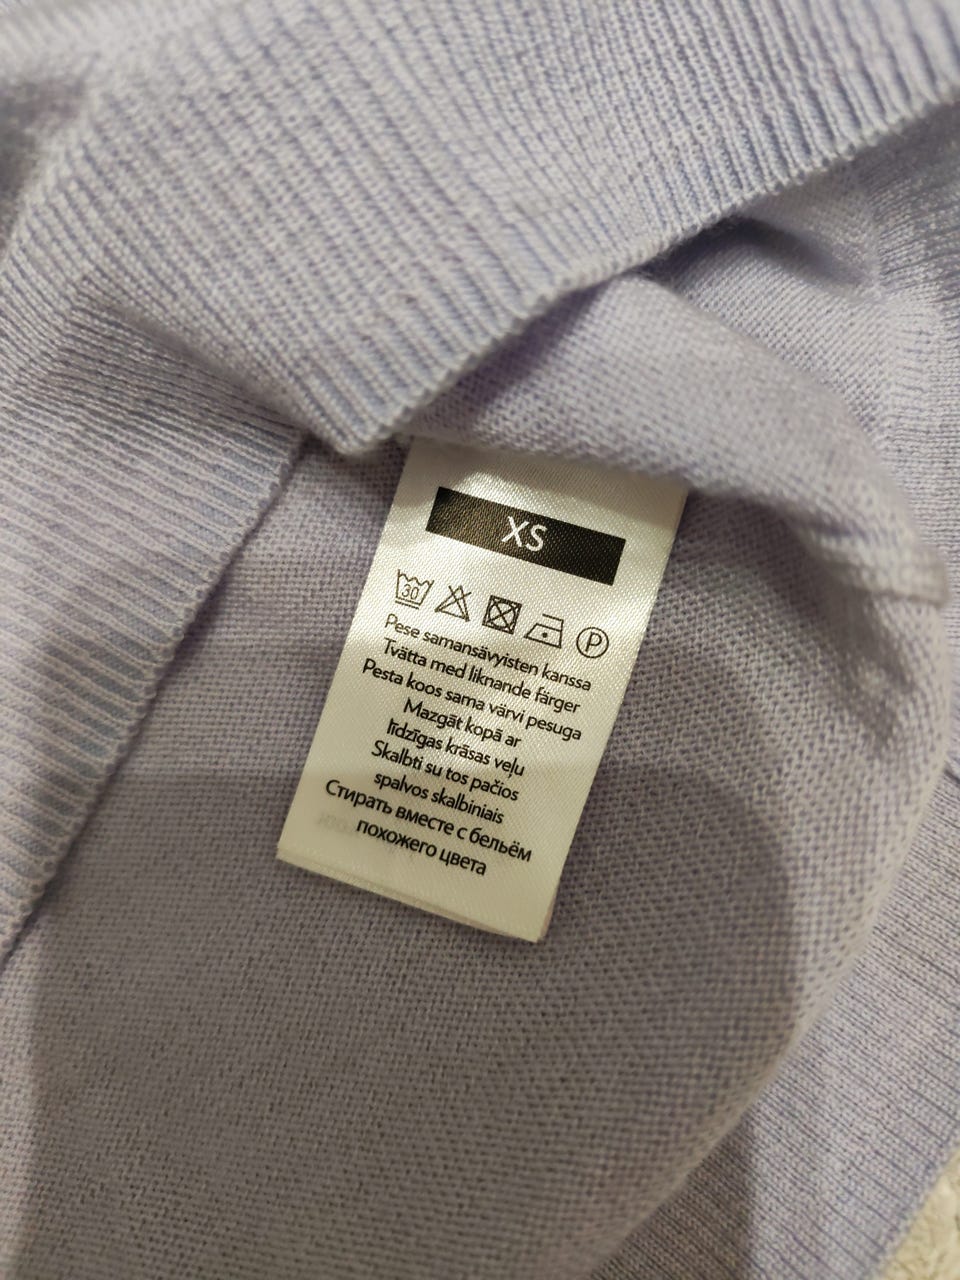 XS
30
P
Pese samansävyisten kanssa
Tvätta med liknande färger
Pesta koos sama värvi pesuga
Mazgāt kopā ar
līdzīgas krāsas veļu
Skalbti su tos pačios
spalvos skalbiniais
Стирать вместе с бельём
похожего цвета